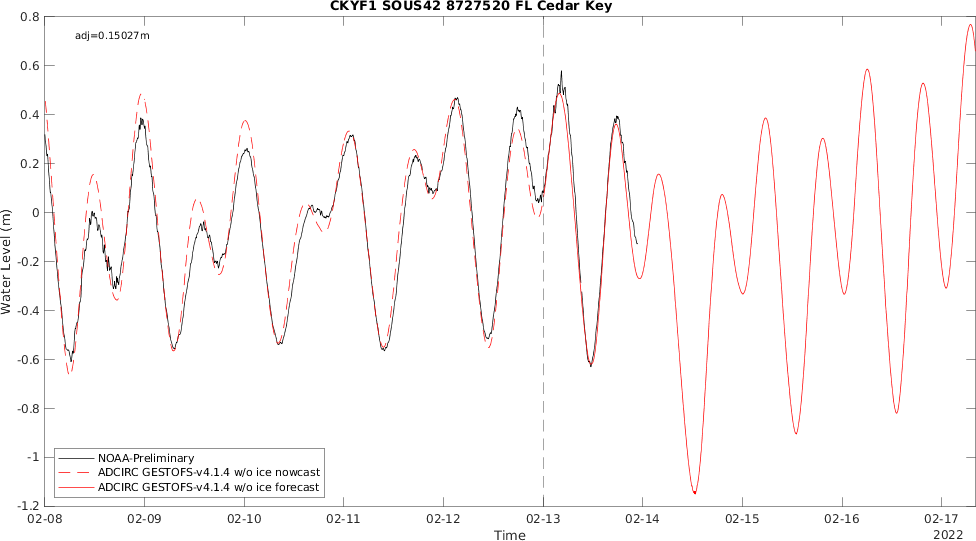 CKYF1 SOUS42 8727520 FL Cedar Key
adj=0.15027m
0.8
0.6
0.4
0.2
0
-0.2
-0.4
-0.6
-0.8
-1
-1.2
Water Level (m)
NOAA-Preliminary
ADCIRC GESTOFS-v4.1.4 w/o ice nowcast
ADCIRC GESTOFS-v4.1.4 w/o ice forecast
02-08 02-09 02-10 02-11 02-12 02-13 02-14 02-15 02-16 02-17
Time
2022